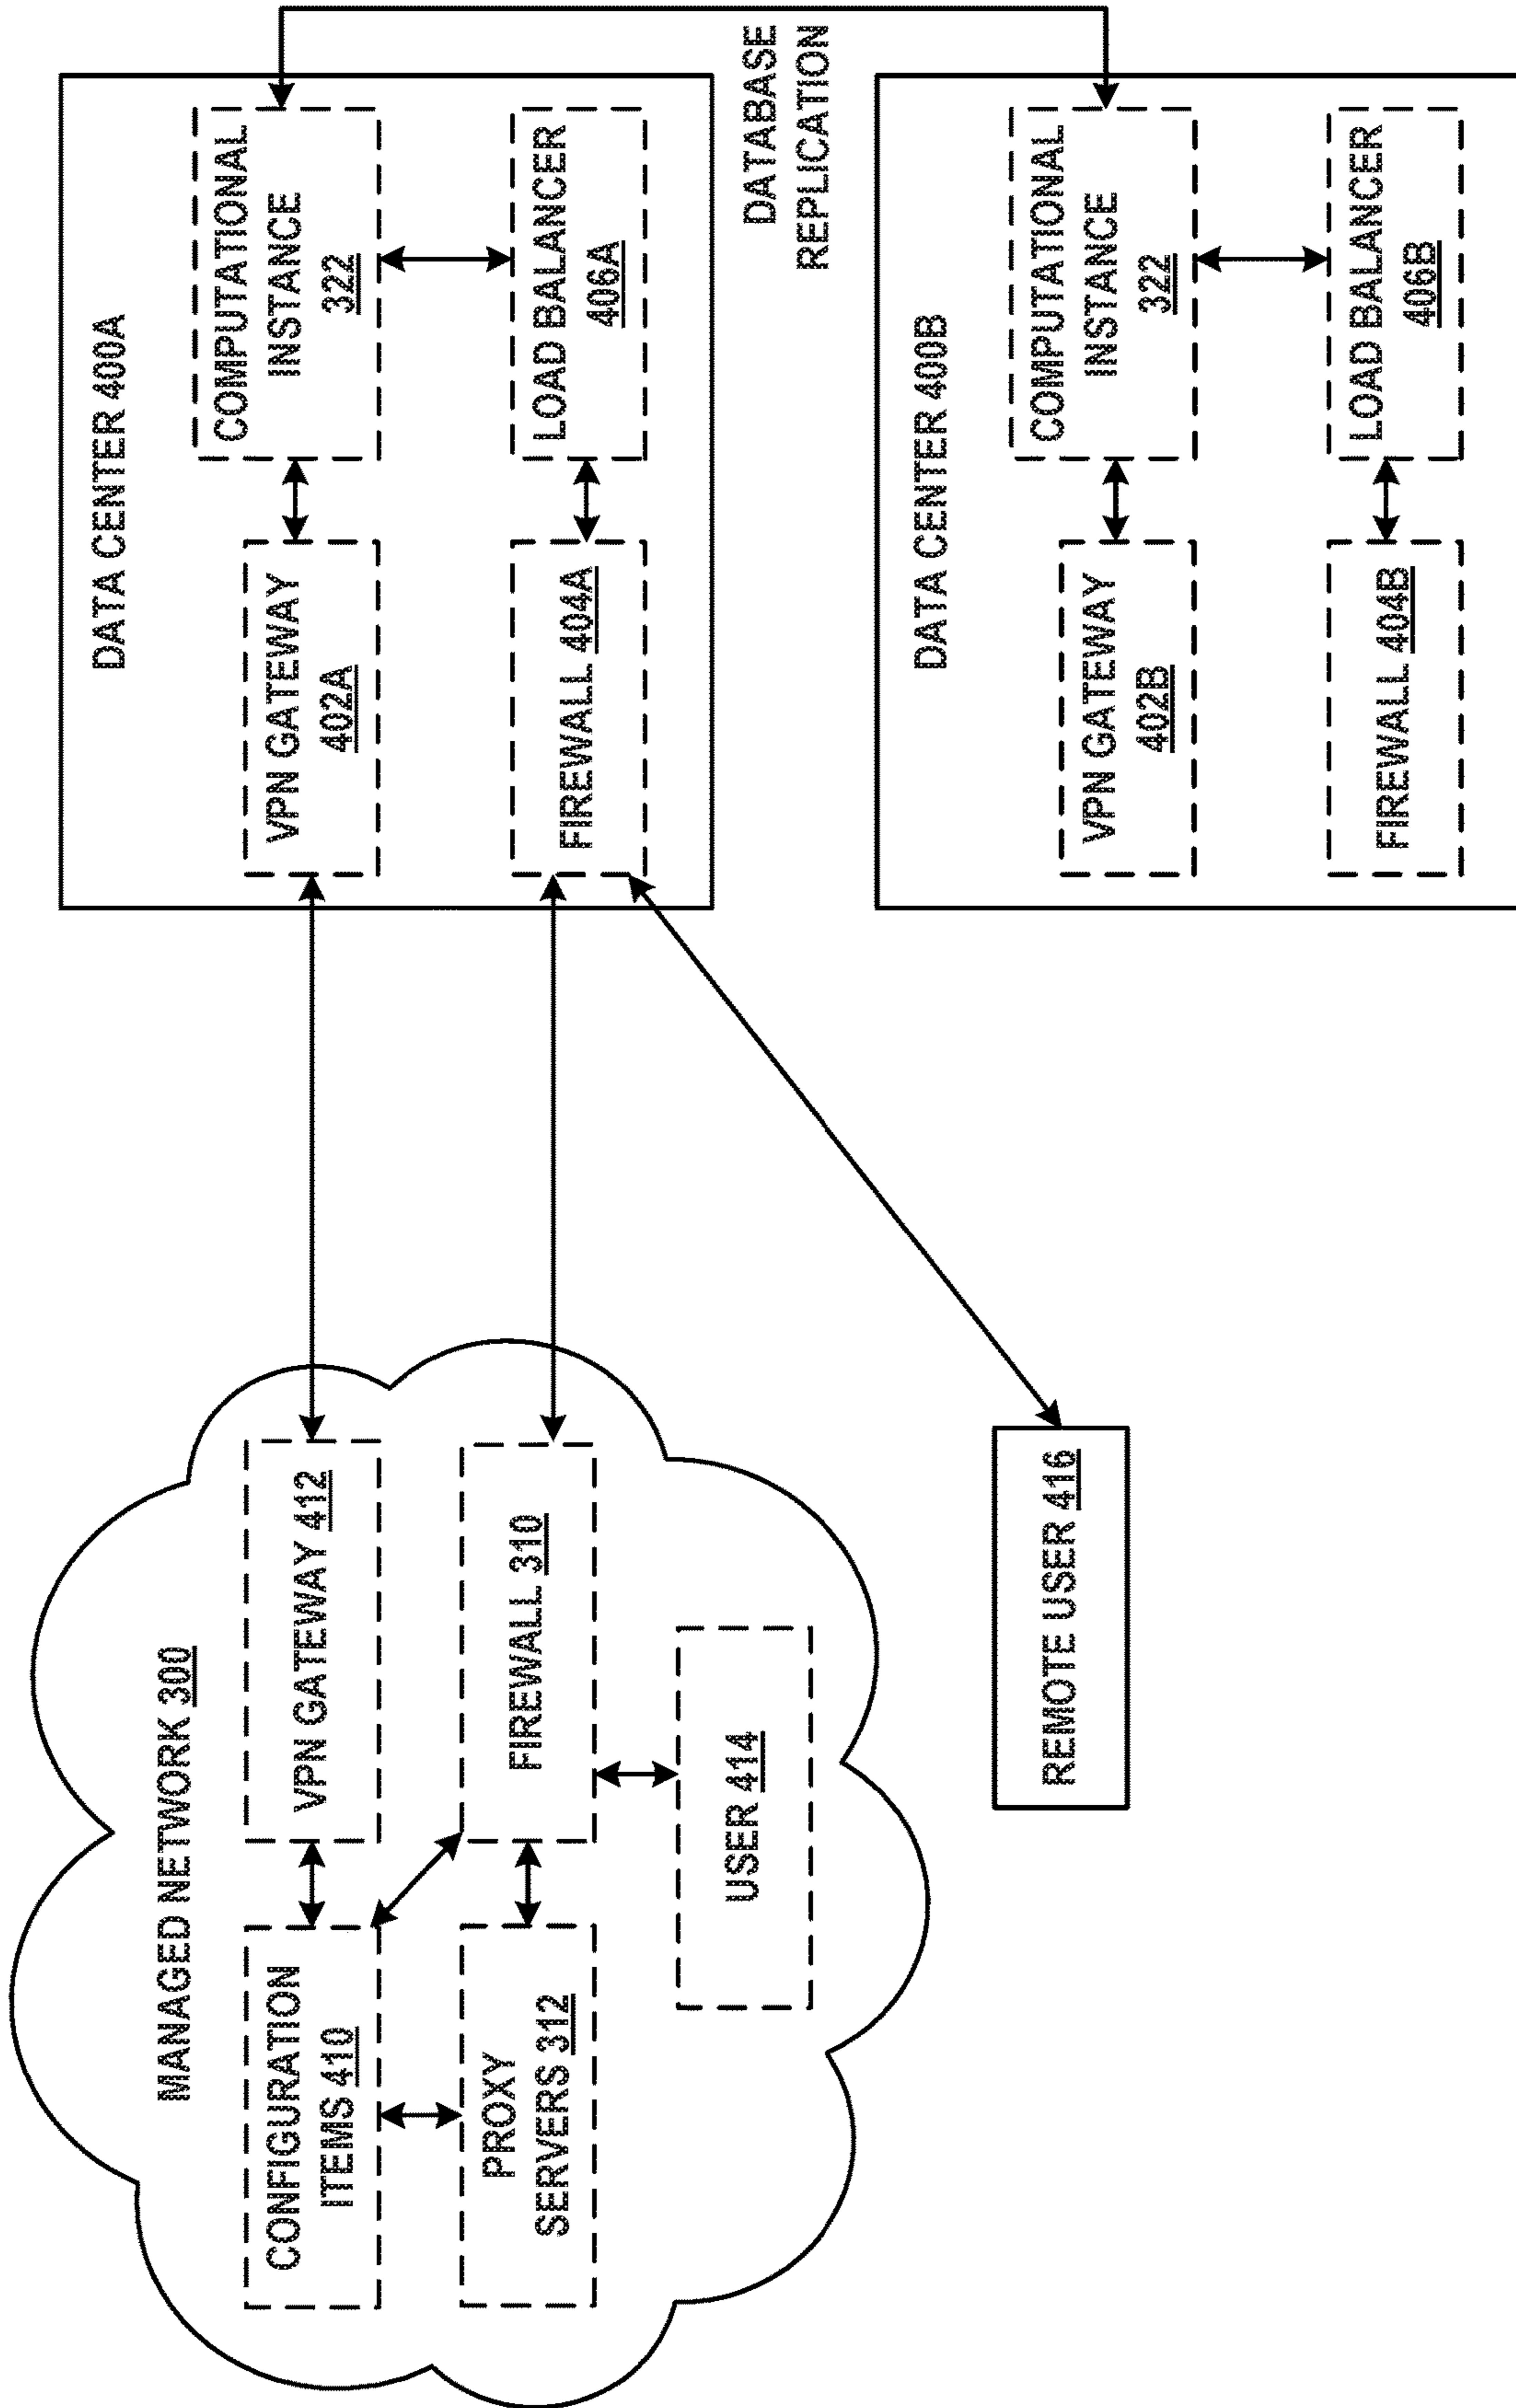 MANAGED NETWORK 300
CONFIGURATION
ITEMS 410
VPN GATEWAY 412
PROXY
SERVERS 312
FIREWALL 310
USER 414
REMOTE USER 416
DATA CENTER 400A
VPN GATEWAY
402A
COMPUTATIONAL
INSTANCE
322
FIREWALL 404A
LOAD BALANCER
406A
DATABASE
REPLICATION
DATA CENTER 400B
VPN GATEWAY
402B
COMPUTATIONAL
INSTANCE
322
FIREWALL 404B
LOAD BALANCER
406B